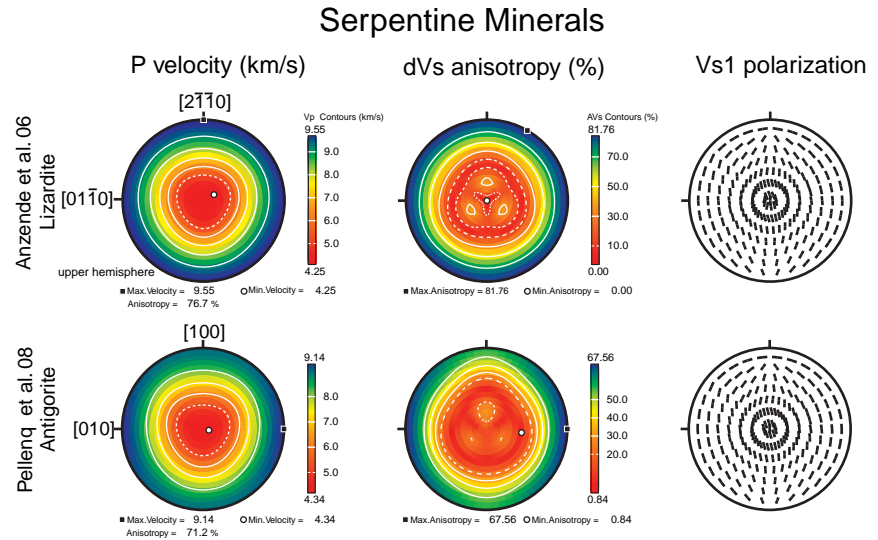 Serpentine Minerals
P velocity (km/s)
dVs anisotropy (%)
Vs1 polarization
Anzende et al. 06
Lizardite
[2̅1̅10]
[011̅0]
upper hemisphere
Vp Contours (km/s)
9.55
9.0
8.0
7.0
6.0
5.0
4.25
Max.Velocity = 9.55 Min.Velocity = 4.25
Anisotropy = 76.7 %
AVs Contours (%)
81.76
70.0
50.0
30.0
10.0
0.00
Max.Anisotropy = 81.76 Min.Anisotropy = 0.00
Pellenq et al. 08
Antigorite
[100]
[010]
9.14
9.0
8.0
7.0
6.0
5.0
4.34
Max.Velocity = 9.14 Min.Velocity = 4.34
Anisotropy = 71.2 %
67.56
50.0
40.0
30.0
20.0
10.0
0.84
Max.Anisotropy = 67.56 Min.Anisotropy = 0.84